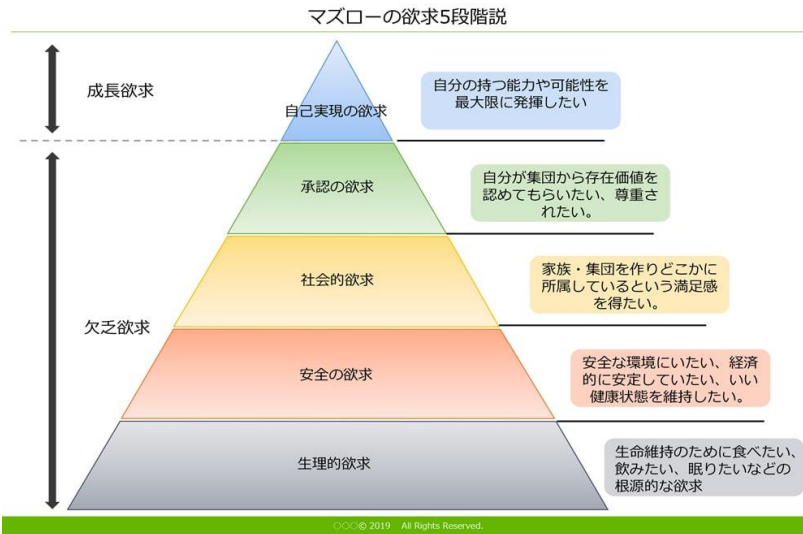 マズローの欲求5段階説
成長欲求
自己実現の欲求
自分の持つ能力や可能性を
最大限に発揮したい
承認の欲求
自分が集団から存在価値を
認めてもらいたい、尊重さ
れたい。
社会的欲求
家族・集団を作りどこかに
所属しているという満足感
を得たい。
欠乏欲求
安全の欲求
安全な環境にいたい、経済
的に安定していたい、いい
健康状態を維持したい。
生理的欲求
生命維持のために食べたい、
飲みたい、眠りたいなどの
根源的な欲求
○○○© 2019 All Rights Reserved.